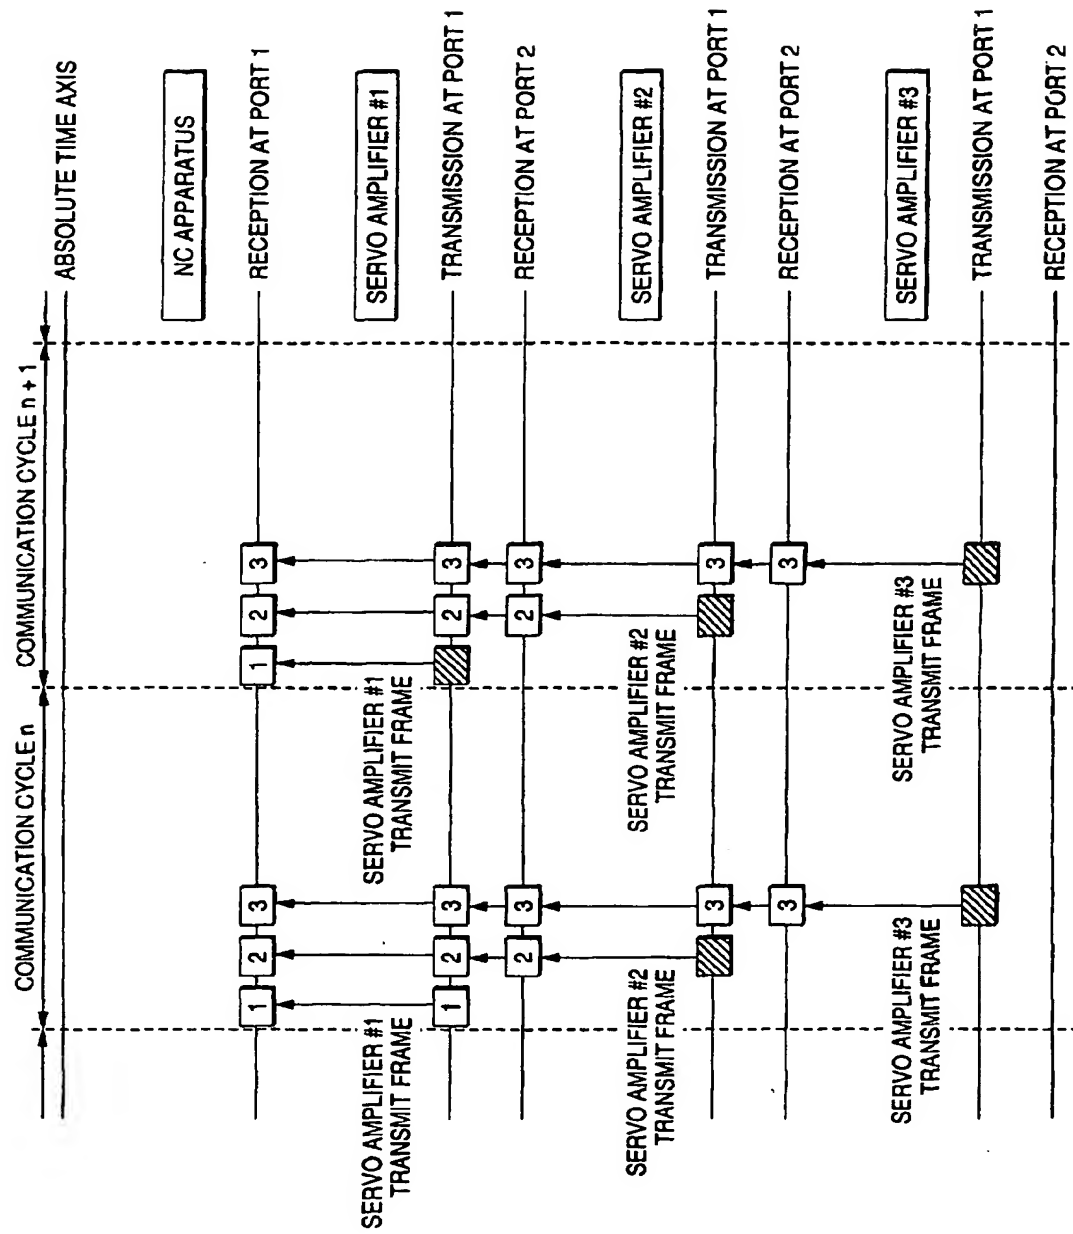 COMMUNICATION CYCLE n
COMMUNICATION CYCLE n + 1
ABSOLUTE TIME AXIS
NC APPARATUS
1 2 3 1 2 3
RECEPTION AT PORT 1
SERVO AMPLIFIER #1
TRANSMIT FRAME
SERVO AMPLIFIER #1
TRANSMIT FRAME
SERVO AMPLIFIER #1
1 2 3 2 3
TRANSMISSION AT PORT 1
2 3 2 3
RECEPTION AT PORT 2
SERVO AMPLIFIER #2
TRANSMIT FRAME
SERVO AMPLIFIER #2
TRANSMIT FRAME
SERVO AMPLIFIER #2
3 3
TRANSMISSION AT PORT 1
3 3
RECEPTION AT PORT 2
SERVO AMPLIFIER #3
TRANSMIT FRAME
SERVO AMPLIFIER #3
TRANSMIT FRAME
SERVO AMPLIFIER #3
TRANSMISSION AT PORT 1
RECEPTION AT PORT 2